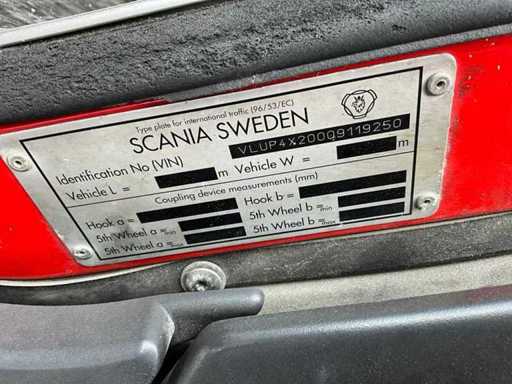 Type plate for international traffic (96/53/EC)
SCANIA SWEDEN
Identification No (VIN) VLUP4X20009119250
Vehicle L = m Vehicle W = m
Coupling device measurements (mm)
Hook a = Hook b =
5th Wheel a = min 5th Wheel b = min
5th Wheel a = max 5th Wheel b = max